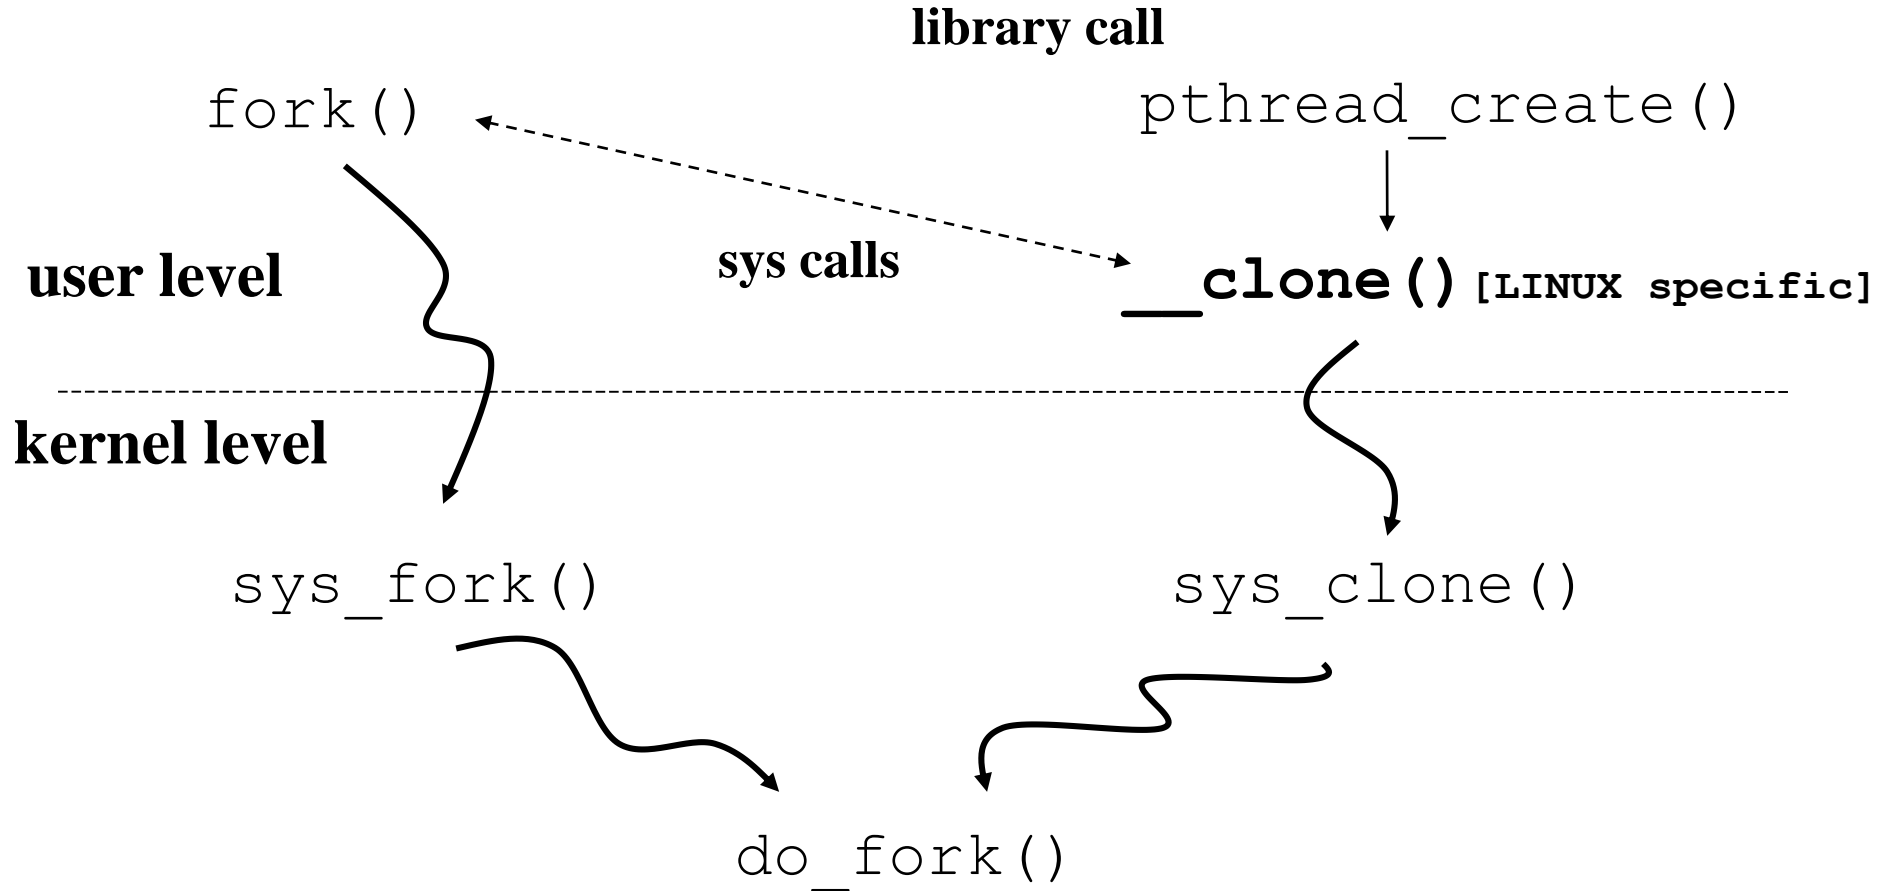 library call
fork()
pthread_create()
user level
sys calls
__clone() [LINUX specific]
kernel level
sys_fork()
sys_clone()
do_fork()